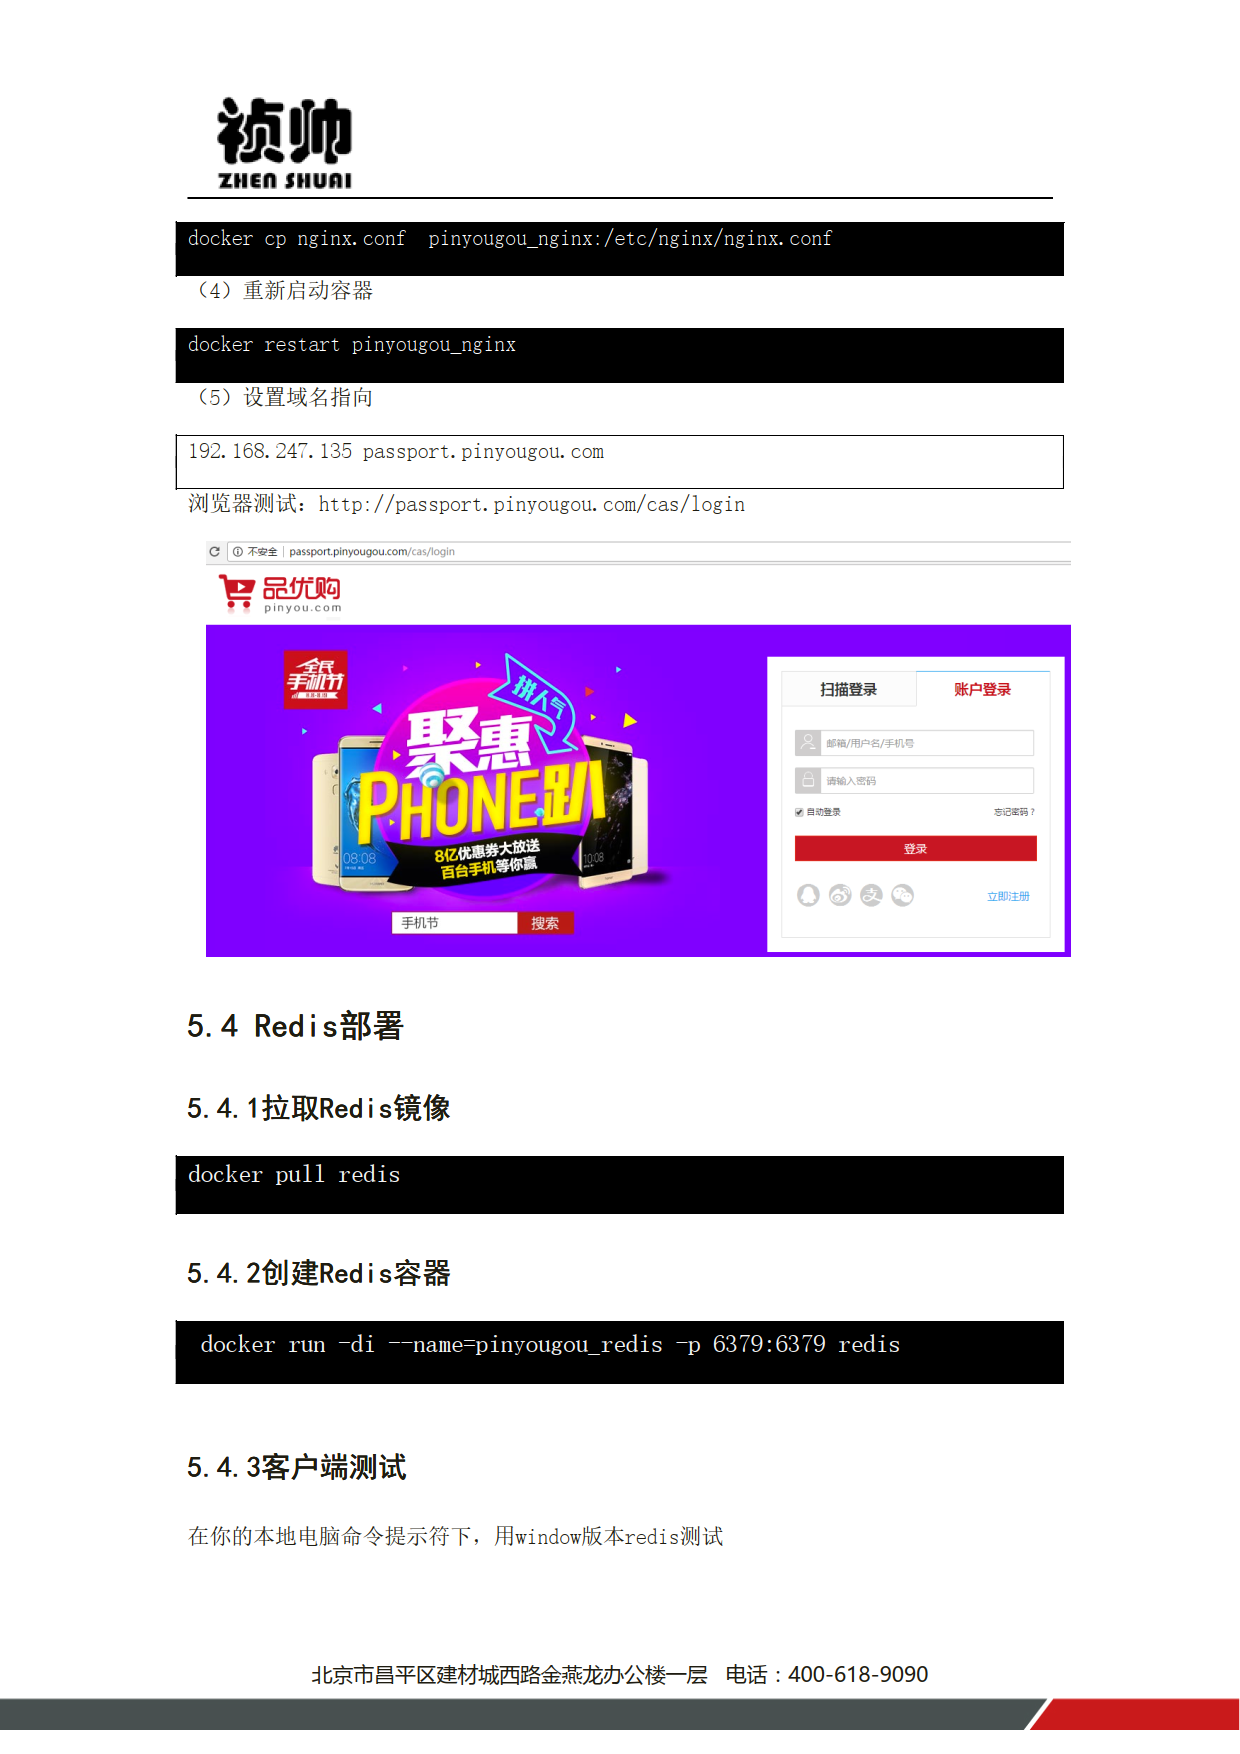 祯帅
ZHEN SHUAI
docker cp nginx.conf  pinyougou_nginx:/etc/nginx/nginx.conf
（4）重新启动容器
docker restart pinyougou_nginx
（5）设置域名指向
192.168.247.135 passport.pinyougou.com
浏览器测试：http://passport.pinyougou.com/cas/login
不安全 | passport.pinyougou.com/cas/login
品优购
pinyou.com
全民
手机节
拼人气
聚惠
PHONE趴
8亿优惠券大放送
百台手机等你赢
08:08
10:08
手机节 搜索
扫描登录 账户登录
邮箱/用户名/手机号
请输入密码
自动登录 忘记密码？
登录
立即注册
5.4 Redis部署
5.4.1拉取Redis镜像
docker pull redis
5.4.2创建Redis容器
docker run -di --name=pinyougou_redis -p 6379:6379 redis
5.4.3客户端测试
在你的本地电脑命令提示符下，用window版本redis测试
北京市昌平区建材城西路金燕龙办公楼一层   电话：400-618-9090